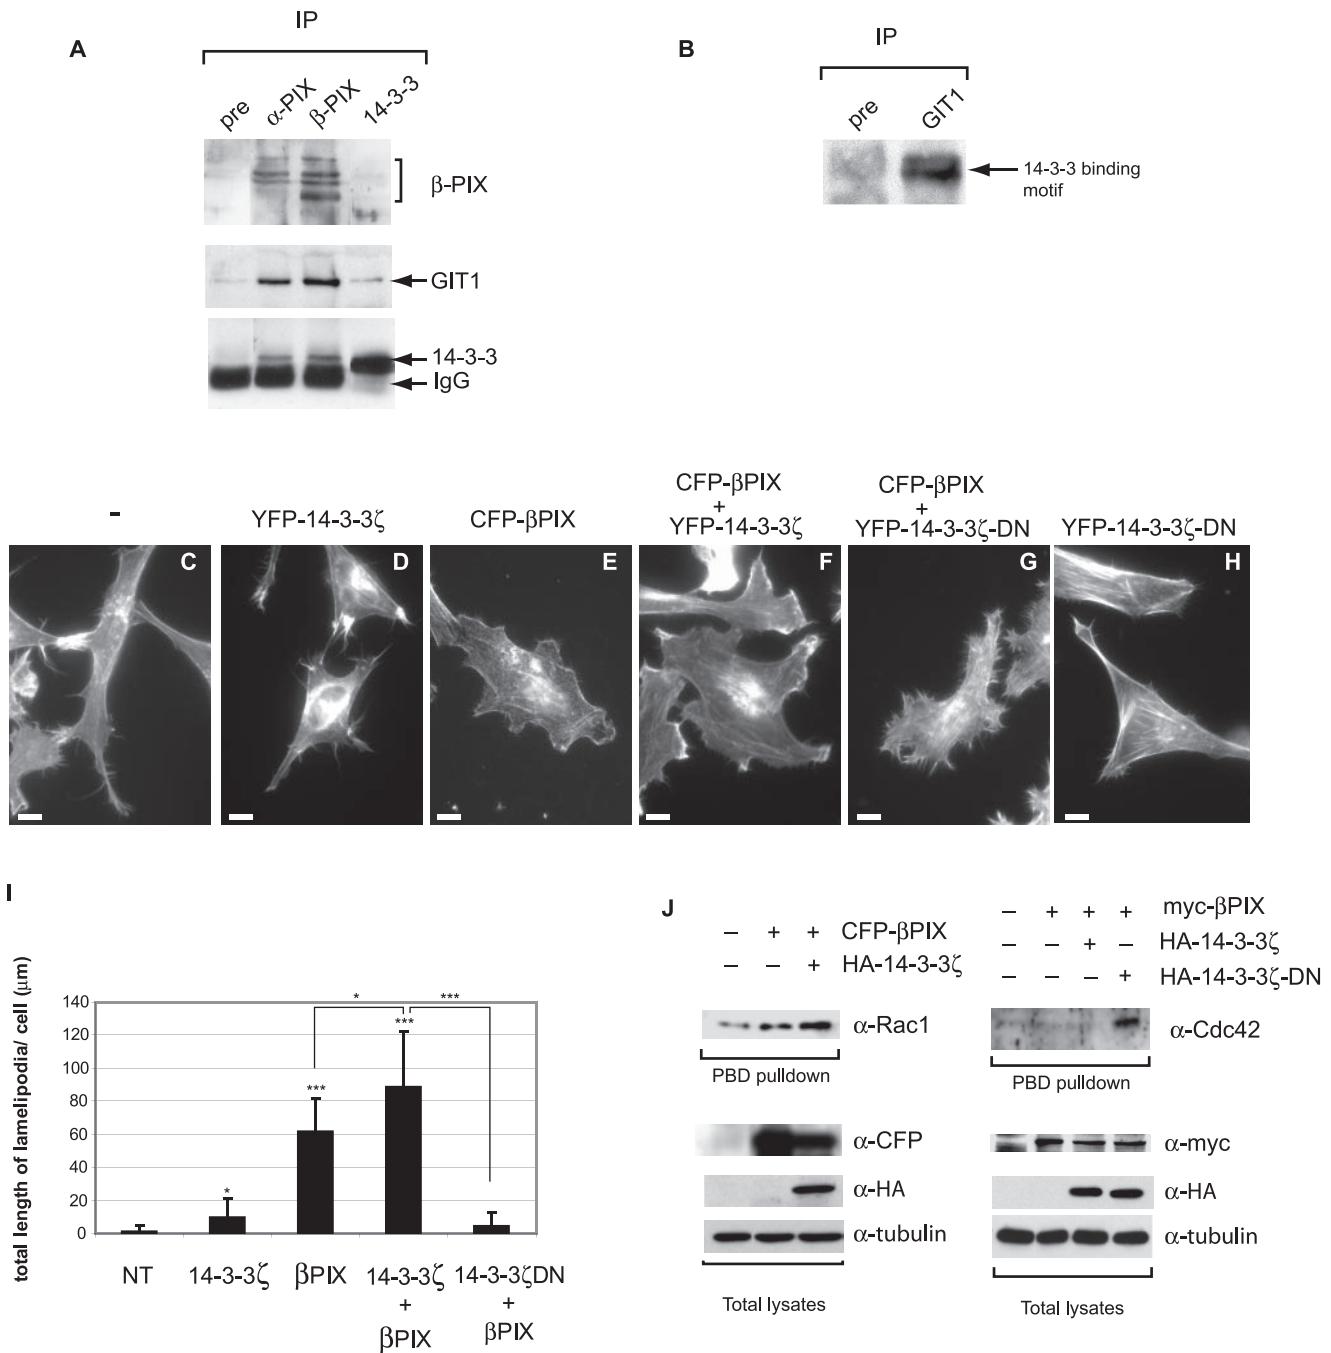 A
IP
pre α-PIX β-PIX 14-3-3
β-PIX
GIT1
14-3-3
IgG
B
IP
pre GIT1
14-3-3 binding
motif
-
YFP-14-3-3ζ
CFP-βPIX
CFP-βPIX
+
YFP-14-3-3ζ
CFP-βPIX
+
YFP-14-3-3ζ-DN
YFP-14-3-3ζ-DN
C
D
E
F
G
H
I
total length of lamelipodia/ cell (μm)
140
120
100
80
60
40
20
0
*
***
*
***
***
NT
14-3-3ζ
βPIX
14-3-3ζ
+
βPIX
14-3-3ζDN
+
βPIX
J
– + + CFP-βPIX
– – + HA-14-3-3ζ
α-Rac1
PBD pulldown
α-CFP
α-HA
α-tubulin
Total lysates
– + + + myc-βPIX
– – + – HA-14-3-3ζ
– – – + HA-14-3-3ζ-DN
α-Cdc42
PBD pulldown
α-myc
α-HA
α-tubulin
Total lysates